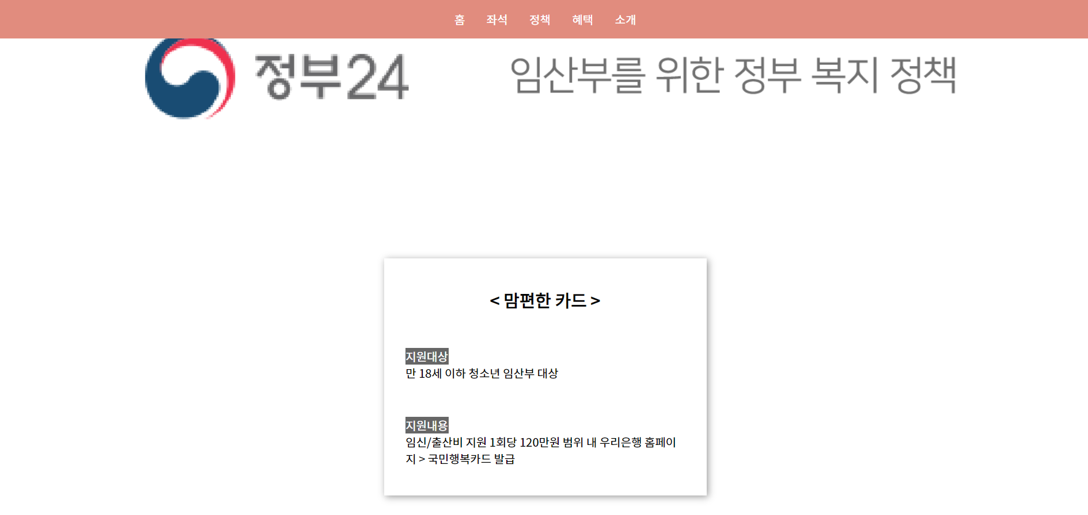 홈 좌석 정책 혜택 소개
정부24 임산부를 위한 정부 복지 정책
< 맘편한 카드 >
지원대상
만 18세 이하 청소년 임산부 대상
지원내용
임신/출산비 지원 1회당 120만원 범위 내 우리은행 홈페이
지 > 국민행복카드 발급